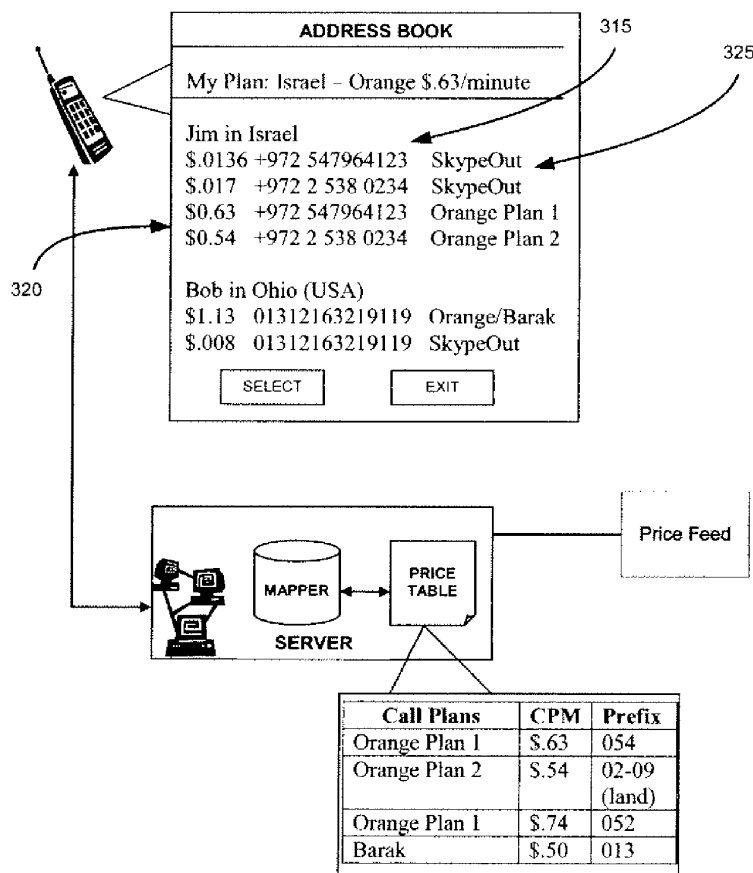 ADDRESS BOOK
315
325
My Plan: Israel – Orange $.63/minute
Jim in Israel
$.0136 +972 547964123 SkypeOut
$.017 +972 2 538 0234 SkypeOut
$0.63 +972 547964123 Orange Plan 1
$0.54 +972 2 538 0234 Orange Plan 2
320
Bob in Ohio (USA)
$1.13 01312163219119 Orange/Barak
$.008 01312163219119 SkypeOut
SELECT EXIT
Price Feed
MAPPER
PRICE
TABLE
SERVER
Call Plans CPM Prefix
Orange Plan 1 $.63 054
Orange Plan 2 $.54 02-09
(land)
Orange Plan 1 $.74 052
Barak $.50 013